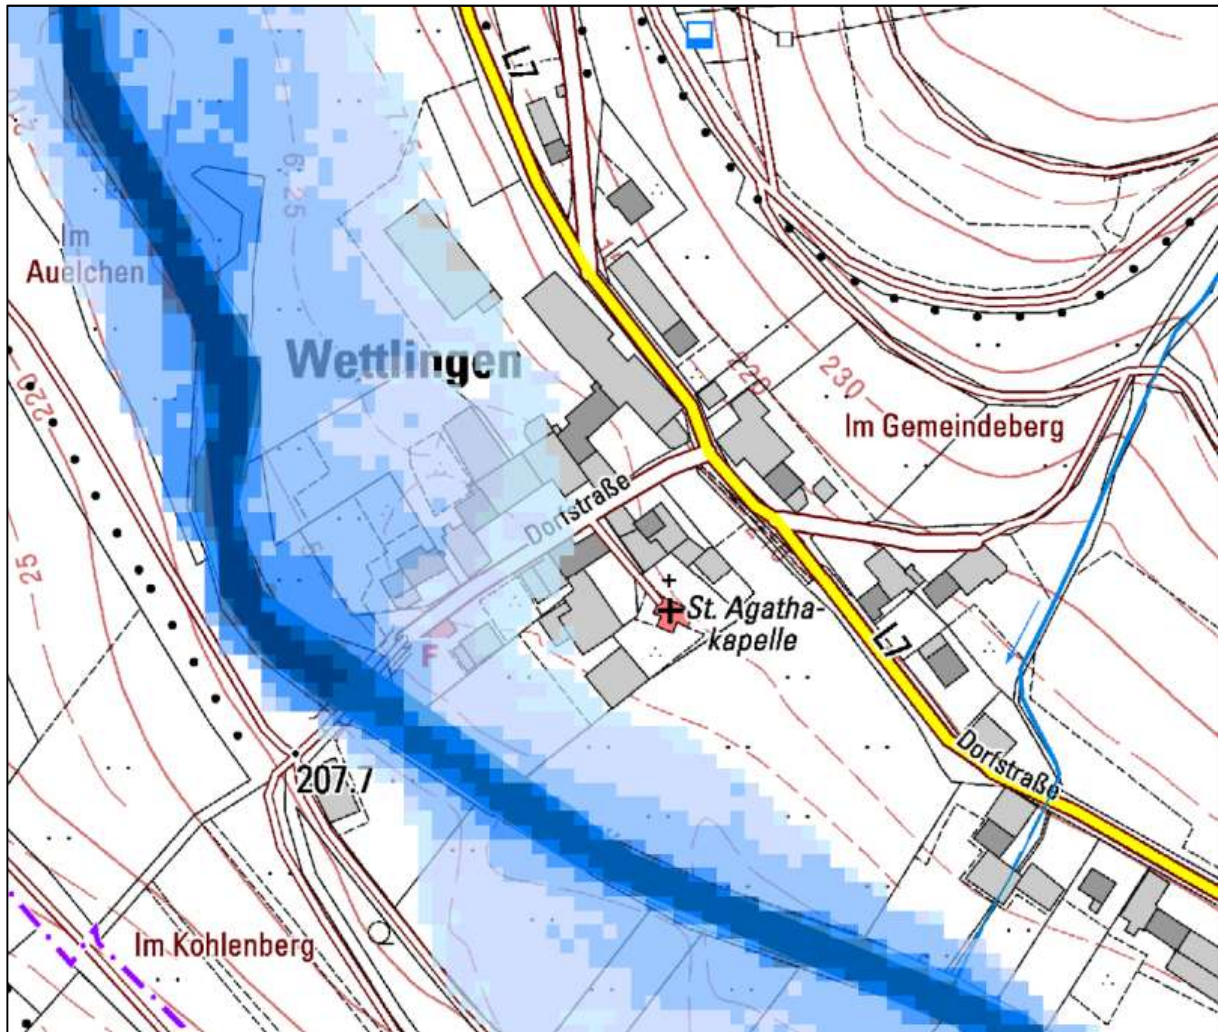 L7
Im
Auelchen
Wettlingen
Dorfstraße
220
230
Im Gemeindeberg
220
25
25
St. Agatha-
kapelle
F
L7
207.7
Dorfstraße
Im Kohlenberg